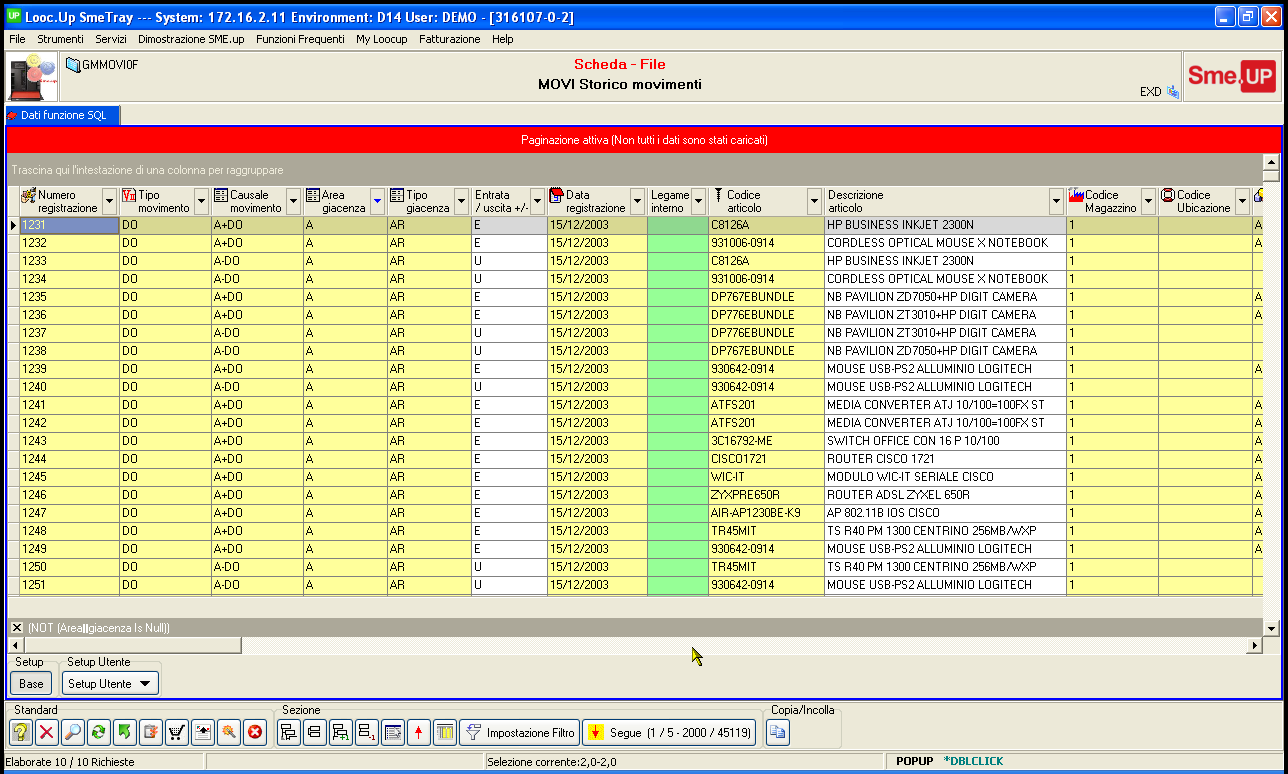 UP Looc.Up SmeTray --- System: 172.16.2.11 Environment: D14 User: DEMO - [316107-0-2]
File Strumenti Servizi Dimostrazione SME.up Funzioni Frequenti My Loocup Fatturazione Help
GMMOVI0F
Scheda - File
MOVI Storico movimenti
EXD
Sme.UP
Dati funzione SQL
Paginazione attiva (Non tutti i dati sono stati caricati)
Trascina qui l'intestazione di una colonna per raggruppare
Numero registrazione Tipo movimento Causale movimento Area giacenza Tipo giacenza Entrata / uscita +/- Data registrazione Legame interno Codice articolo Descrizione articolo Codice Magazzino Codice Ubicazione
1231 DO A+DO A AR E 15/12/2003 C8126A HP BUSINESS INKJET 2300N 1 A
1232 DO A+DO A AR E 15/12/2003 931006-0914 CORDLESS OPTICAL MOUSE X NOTEBOOK 1 A
1233 DO A-DO A AR U 15/12/2003 C8126A HP BUSINESS INKJET 2300N 1
1234 DO A-DO A AR U 15/12/2003 931006-0914 CORDLESS OPTICAL MOUSE X NOTEBOOK 1
1235 DO A+DO A AR E 15/12/2003 DP767EBUNDLE NB PAVILION ZD7050+HP DIGIT CAMERA 1 A
1236 DO A+DO A AR E 15/12/2003 DP776EBUNDLE NB PAVILION ZT3010+HP DIGIT CAMERA 1 A
1237 DO A-DO A AR U 15/12/2003 DP776EBUNDLE NB PAVILION ZT3010+HP DIGIT CAMERA 1
1238 DO A-DO A AR U 15/12/2003 DP767EBUNDLE NB PAVILION ZD7050+HP DIGIT CAMERA 1
1239 DO A+DO A AR E 15/12/2003 930642-0914 MOUSE USB-PS2 ALLUMINIO LOGITECH 1 A
1240 DO A-DO A AR U 15/12/2003 930642-0914 MOUSE USB-PS2 ALLUMINIO LOGITECH 1
1241 DO A+DO A AR E 15/12/2003 ATFS201 MEDIA CONVERTER ATJ 10/100=100FX ST 1 A
1242 DO A+DO A AR E 15/12/2003 ATFS201 MEDIA CONVERTER ATJ 10/100=100FX ST 1 A
1243 DO A+DO A AR E 15/12/2003 3C16792-ME SWITCH OFFICE CON 16 P 10/100 1 A
1244 DO A+DO A AR E 15/12/2003 CISCO1721 ROUTER CISCO 1721 1 A
1245 DO A+DO A AR E 15/12/2003 WIC-IT MODULO WIC-IT SERIALE CISCO 1 A
1246 DO A+DO A AR E 15/12/2003 ZYXPRE650R ROUTER ADSL ZYXEL 650R 1 A
1247 DO A+DO A AR E 15/12/2003 AIR-AP1230BE-K9 AP 802.11B IOS CISCO 1 A
1248 DO A+DO A AR E 15/12/2003 TR45MIT TS R40 PM 1300 CENTRINO 256MB/WXP 1 A
1249 DO A+DO A AR E 15/12/2003 930642-0914 MOUSE USB-PS2 ALLUMINIO LOGITECH 1 A
1250 DO A-DO A AR U 15/12/2003 TR45MIT TS R40 PM 1300 CENTRINO 256MB/WXP 1
1251 DO A-DO A AR U 15/12/2003 930642-0914 MOUSE USB-PS2 ALLUMINIO LOGITECH 1
(NOT (Area||giacenza Is Null))
Setup Setup Utente
Base Setup Utente
Standard Sezione Copia/Incolla
Impostazione Filtro Segue (1 / 5 - 2000 / 45119)
Elaborate 10 / 10 Richieste Selezione corrente:2,0-2,0 POPUP *DBLCLICK